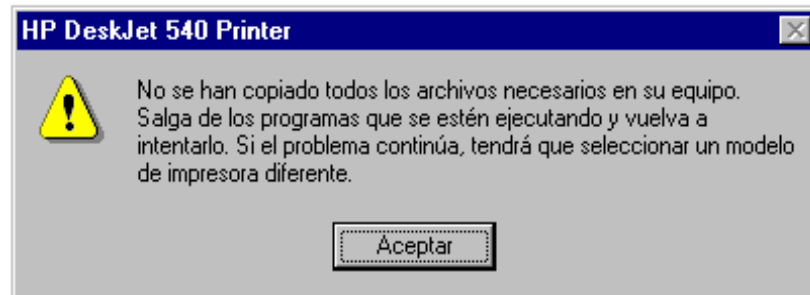 HP DeskJet 540 Printer
No se han copiado todos los archivos necesarios en su equipo.
Salga de los programas que se estén ejecutando y vuelva a
intentarlo. Si el problema continúa, tendrá que seleccionar un modelo
de impresora diferente.
Aceptar